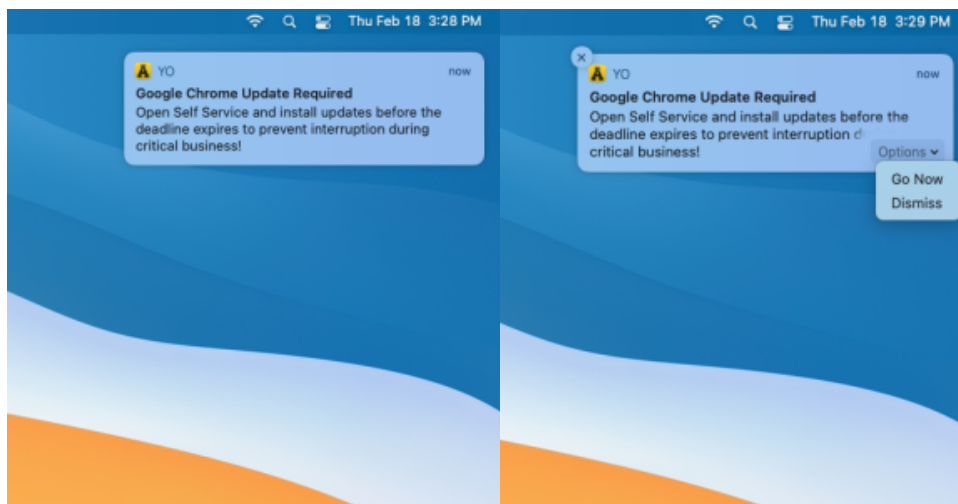 Thu Feb 18 3:28 PM
YO
now
Google Chrome Update Required
Open Self Service and install updates before the
deadline expires to prevent interruption during
critical business!
Thu Feb 18 3:29 PM
YO
now
Google Chrome Update Required
Open Self Service and install updates before the
deadline expires to prevent interruption d
critical business!
Options
Go Now
Dismiss